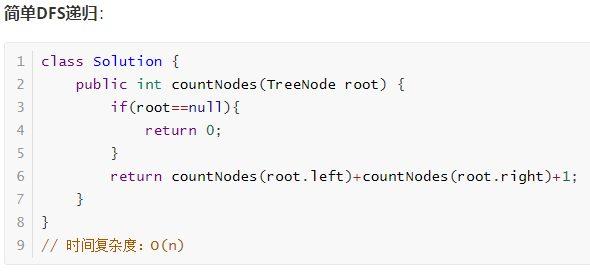 简单DFS递归：
1 class Solution {
2     public int countNodes(TreeNode root) {
3         if(root==null){
4             return 0;
5         }
6         return countNodes(root.left)+countNodes(root.right)+1;
7     }
8 }
9 // 时间复杂度：O(n)